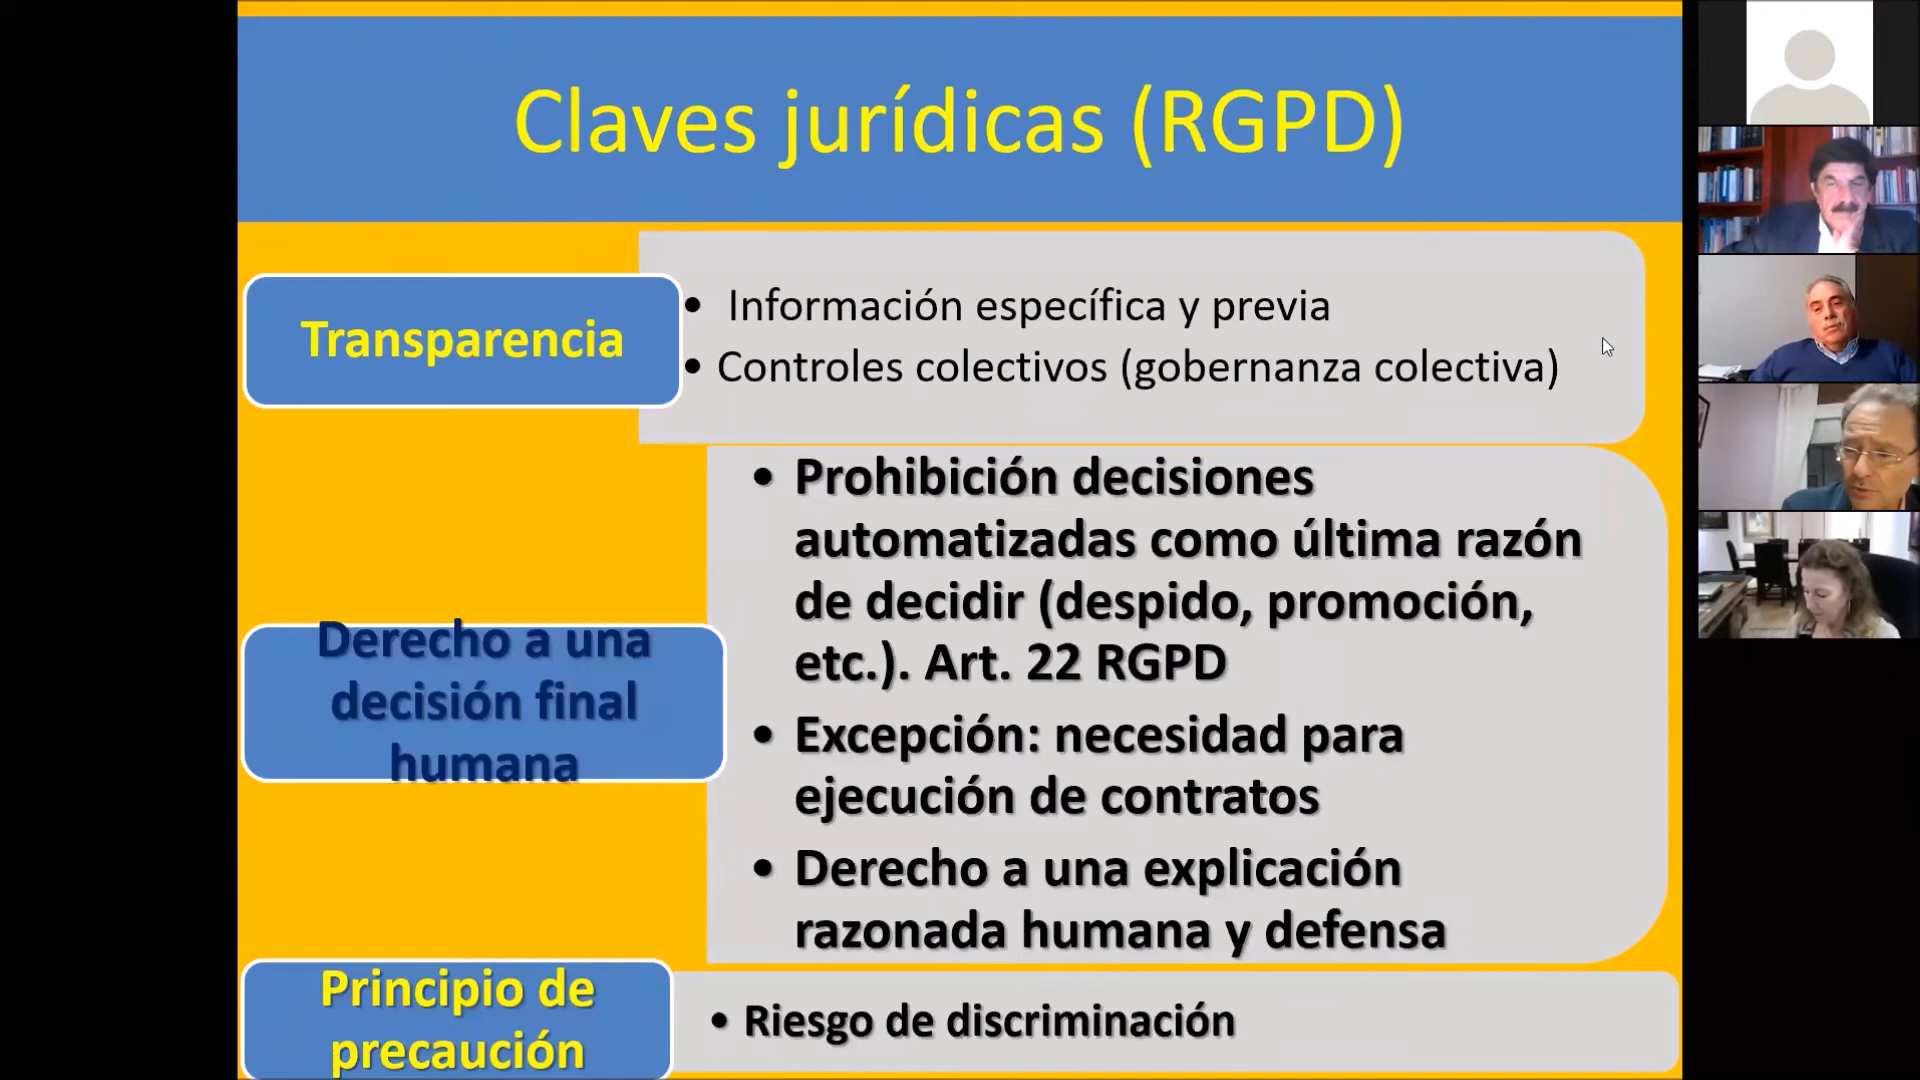 Claves jurídicas (RGPD)
Transparencia
• Información específica y previa
• Controles colectivos (gobernanza colectiva)
Derecho a una
decisión final
humana
• Prohibición decisiones
automatizadas como última razón
de decidir (despido, promoción,
etc.). Art. 22 RGPD
• Excepción: necesidad para
ejecución de contratos
• Derecho a una explicación
razonada humana y defensa
Principio de
precaución
• Riesgo de discriminación